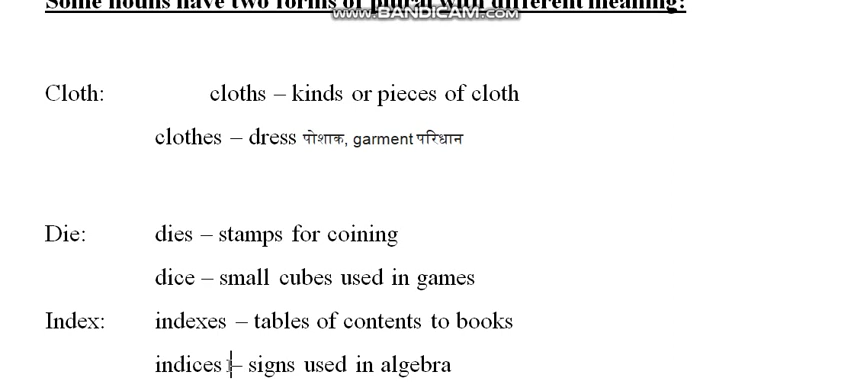 Some nouns have two forms of plural with different meaning:
www.BANDICAM.com
Cloth: cloths – kinds or pieces of cloth
clothes – dress पोशाक, garment परिधान
Die: dies – stamps for coining
dice – small cubes used in games
Index: indexes – tables of contents to books
indices – signs used in algebra